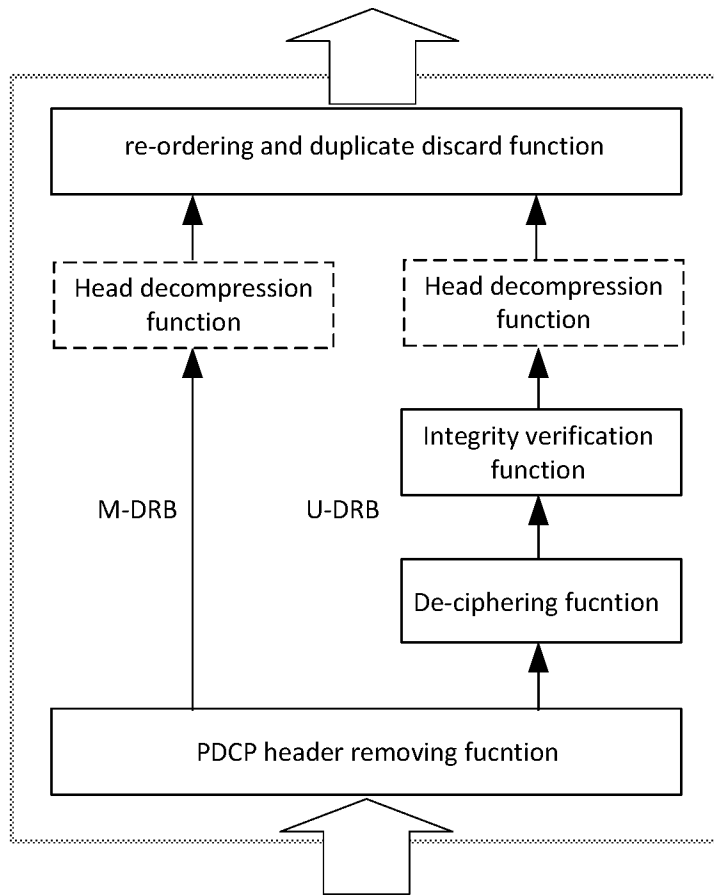 re-ordering and duplicate discard function
Head decompression
function
Head decompression
function
Integrity verification
function
M-DRB
U-DRB
De-ciphering fucntion
PDCP header removing fucntion